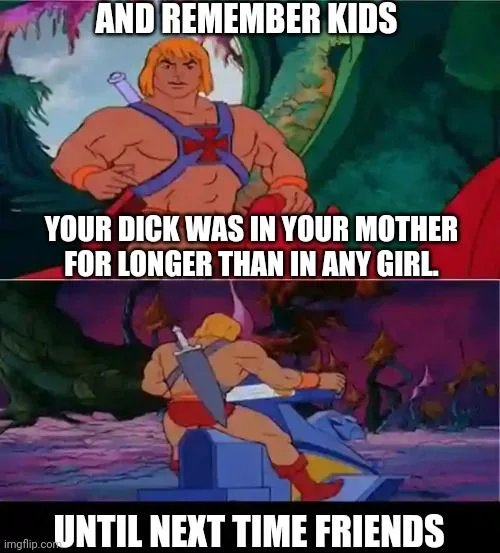 AND REMEMBER KIDS
YOUR DICK WAS IN YOUR MOTHER
FOR LONGER THAN IN ANY GIRL.
UNTIL NEXT TIME FRIENDS
imgflip.com